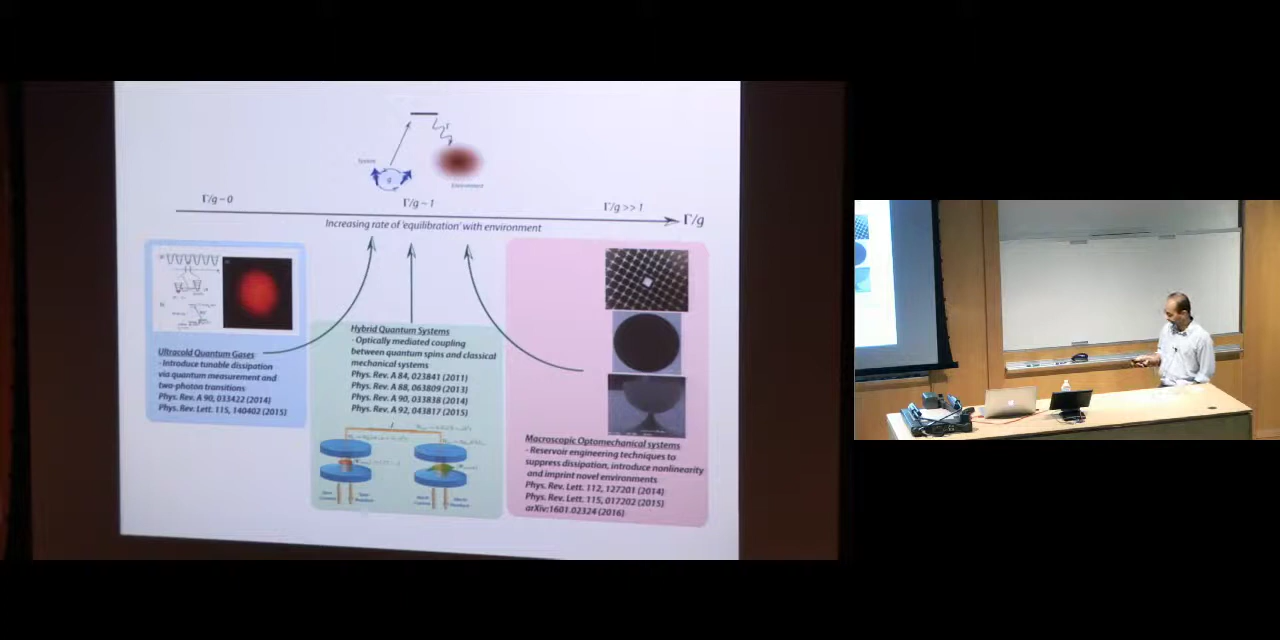 System
g
Γ
Environment
Γ/g ~ 0
Γ/g ~ 1
Γ/g >> 1
Γ/g
Increasing rate of 'equilibration' with environment
Ultracold Quantum Gases
- Introduce tunable dissipation
via quantum measurement and
two-photon transitions
Phys. Rev. A 90, 033422 (2014)
Phys. Rev. Lett. 115, 140402 (2015)
Hybrid Quantum Systems
- Optically mediated coupling
between quantum spins and classical
mechanical systems
Phys. Rev. A 84, 023841 (2011)
Phys. Rev. A 88, 063809 (2013)
Phys. Rev. A 90, 033838 (2014)
Phys. Rev. A 92, 043817 (2015)
Macroscopic Optomechanical systems
- Reservoir engineering techniques to
suppress dissipation, introduce nonlinearity
and imprint novel environments
Phys. Rev. Lett. 112, 127201 (2014)
Phys. Rev. Lett. 115, 017202 (2015)
arXiv:1601.02324 (2016)